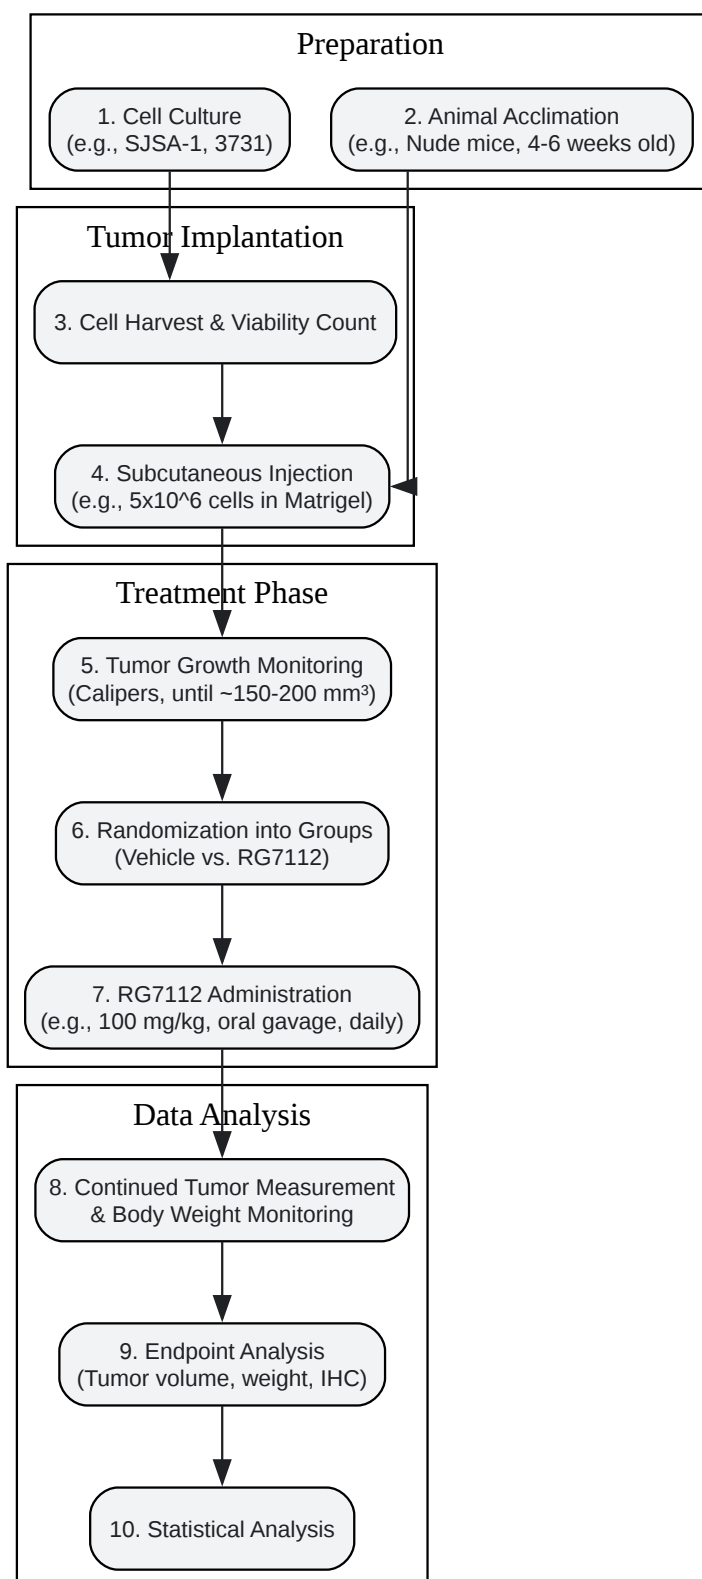 Preparation
1. Cell Culture
(e.g., SJSA-1, 3731)
2. Animal Acclimation
(e.g., Nude mice, 4-6 weeks old)
Tumor Implantation
3. Cell Harvest & Viability Count
4. Subcutaneous Injection
(e.g., 5x10^6 cells in Matrigel)
Treatment Phase
5. Tumor Growth Monitoring
(Calipers, until ~150-200 mm³)
6. Randomization into Groups
(Vehicle vs. RG7112)
7. RG7112 Administration
(e.g., 100 mg/kg, oral gavage, daily)
Data Analysis
8. Continued Tumor Measurement
& Body Weight Monitoring
9. Endpoint Analysis
(Tumor volume, weight, IHC)
10. Statistical Analysis